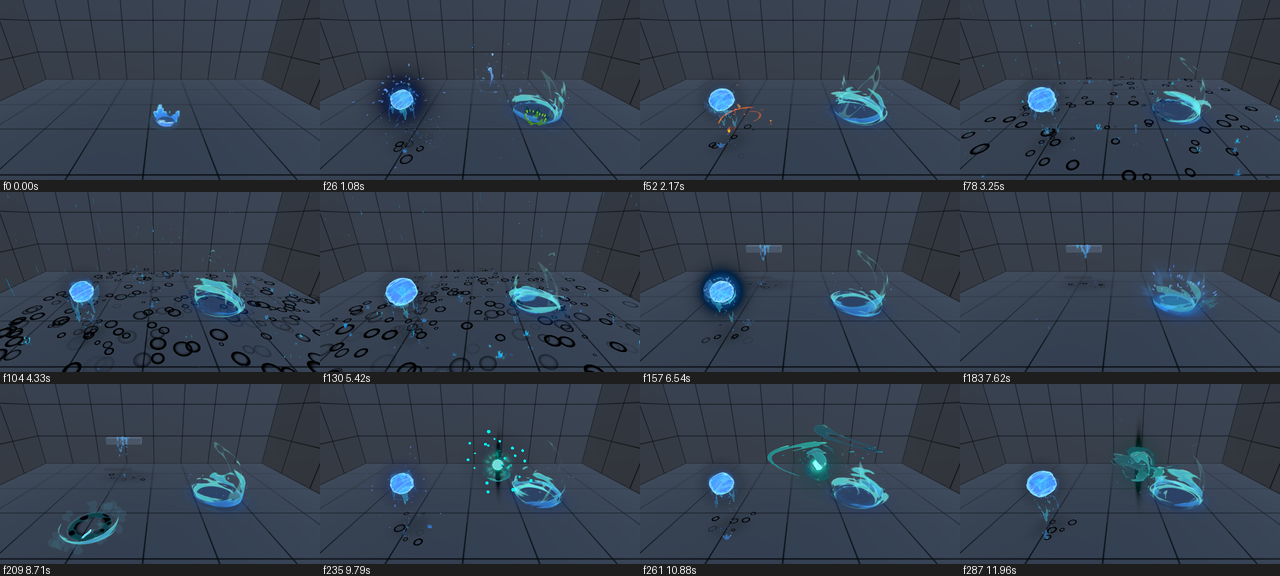 f0 0.00s
f26 1.08s
f52 2.17s
f78 3.25s
f104 4.33s
f130 5.42s
f157 6.54s
f183 7.62s
f209 8.71s
f235 9.79s
f261 10.88s
f287 11.96s